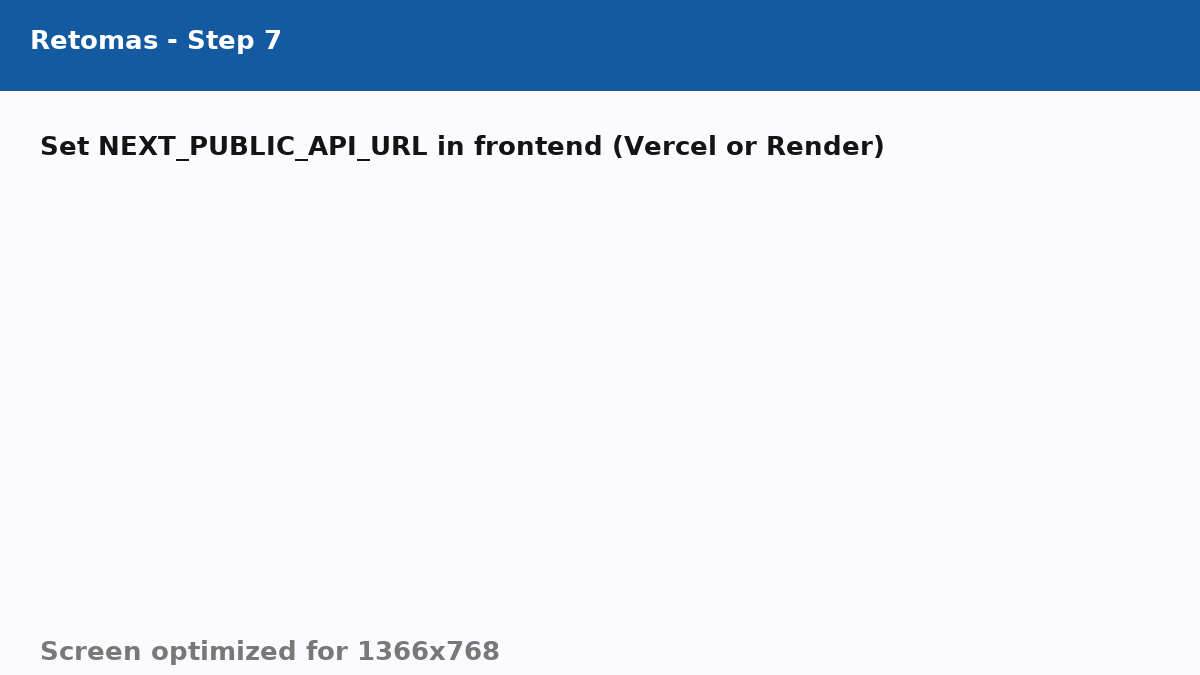 Retomas - Step 7
Set NEXT_PUBLIC_API_URL in frontend (Vercel or Render)
Screen optimized for 1366x768